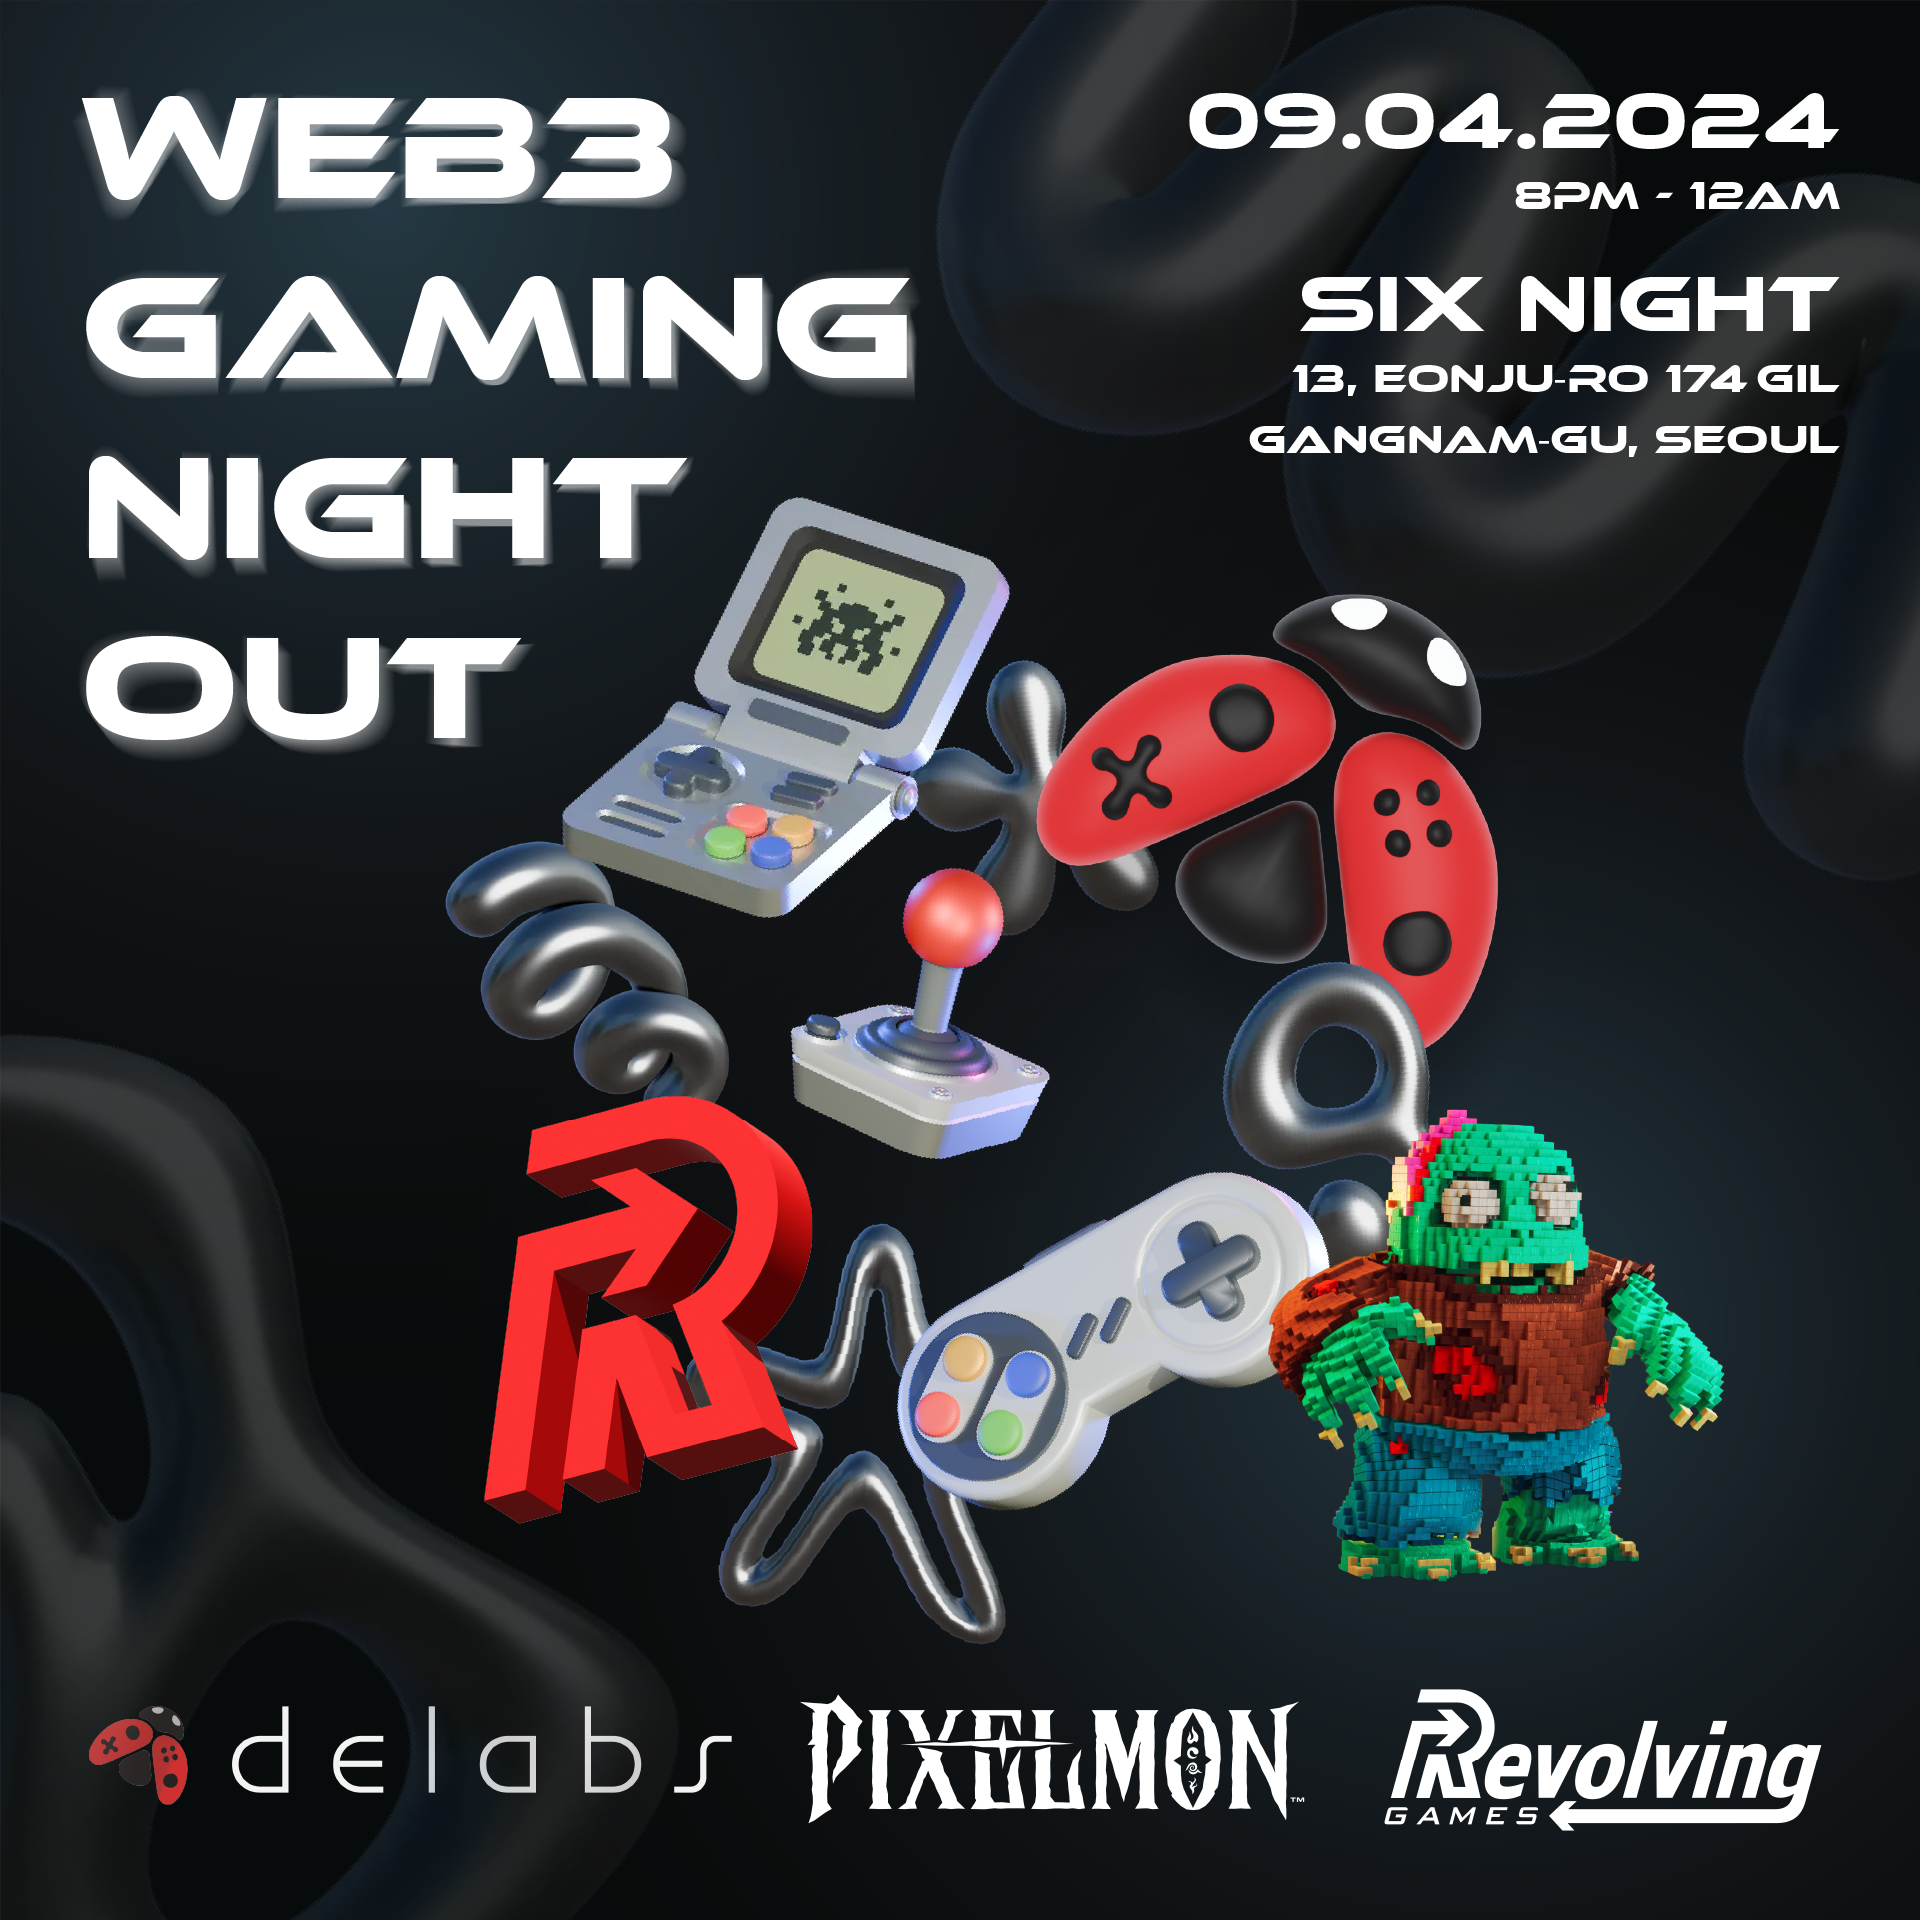 WEB3
GAMING
NIGHT
OUT
09.04.2024
8PM - 12AM
SIX NIGHT
13, EONJU-RO 174 GIL
GANGNAM-GU, SEOUL
delabs
PIXELMON™
Revolving
GAMES